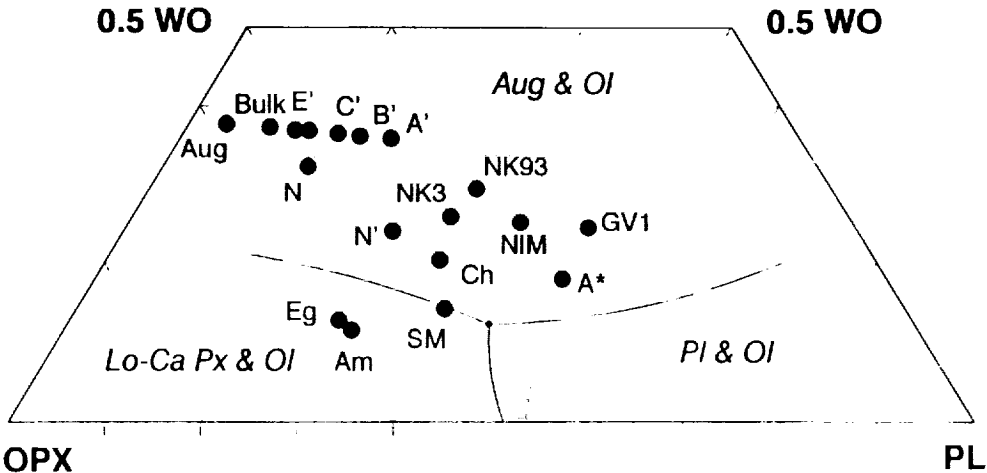 0.5 WO 0.5 WO
Aug & Ol
Bulk E' C' B' A'
Aug
N
NK93
NK3
GV1
N' NIM
Ch A*
Eg
SM
Am
Lo-Ca Px & Ol Pl & Ol
OPX PL